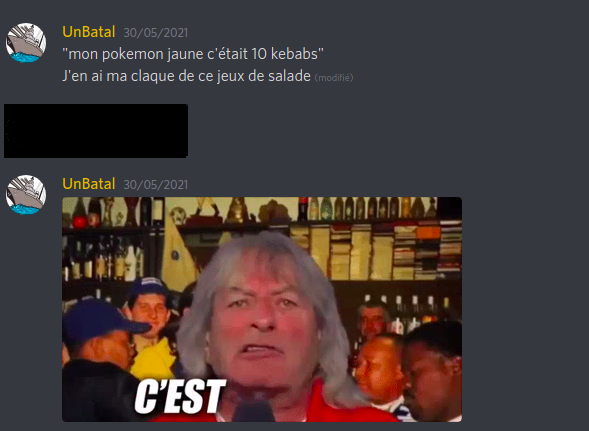 UnBatal 30/05/2021
"mon pokemon jaune c'était 10 kebabs"
J'en ai ma claque de ce jeux de salade (modifié)
UnBatal 30/05/2021
C'EST